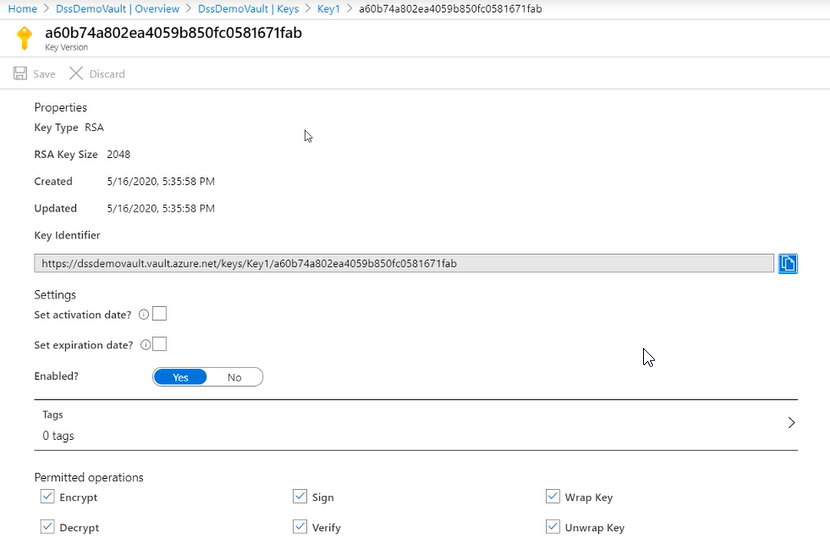 Home > DssDemoVault | Overview > DssDemoVault | Keys > Key1 > a60b74a802ea4059b850fc0581671fab
a60b74a802ea4059b850fc0581671fab
Key Version
Save Discard
Properties
Key Type RSA
RSA Key Size 2048
Created 5/16/2020, 5:35:58 PM
Updated 5/16/2020, 5:35:58 PM
Key Identifier
https://dssdemovault.vault.azure.net/keys/Key1/a60b74a802ea4059b850fc0581671fab
Settings
Set activation date?
Set expiration date?
Enabled? Yes No
Tags
0 tags
Permitted operations
Encrypt Sign Wrap Key
Decrypt Verify Unwrap Key